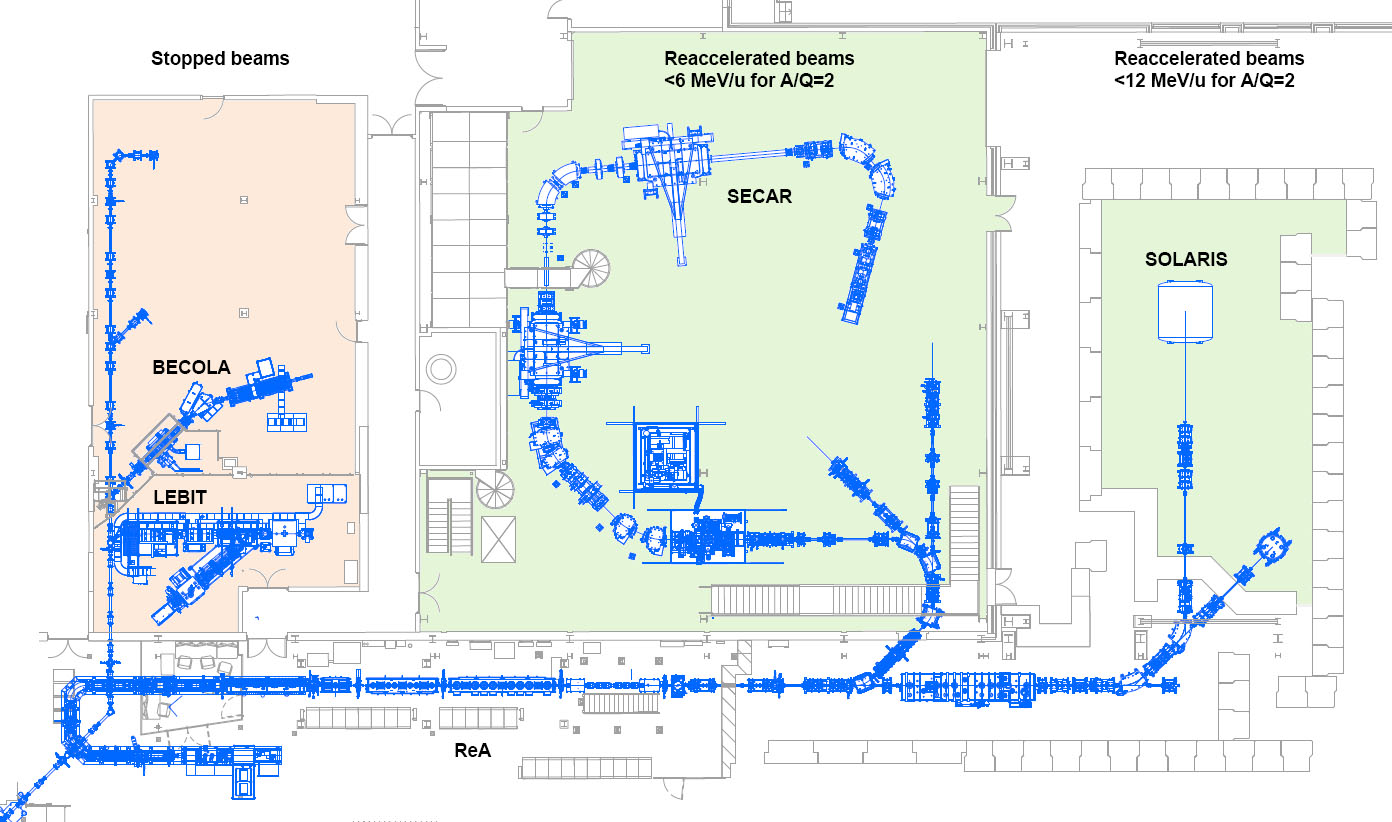 Stopped beams
Reaccelerated beams
<6 MeV/u for A/Q=2
Reaccelerated beams
<12 MeV/u for A/Q=2
SECAR
SOLARIS
BECOLA
LEBIT
ReA